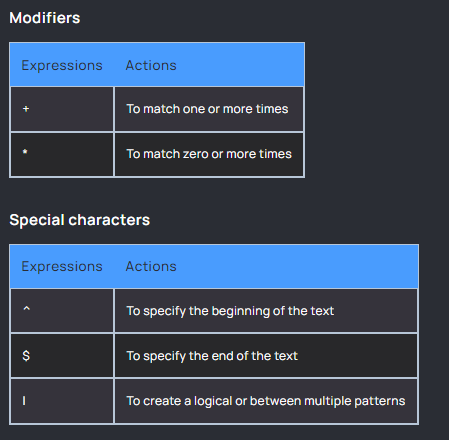 Modifiers
Expressions Actions
+ To match one or more times
* To match zero or more times
Special characters
Expressions Actions
^ To specify the beginning of the text
$ To specify the end of the text
| To create a logical or between multiple patterns